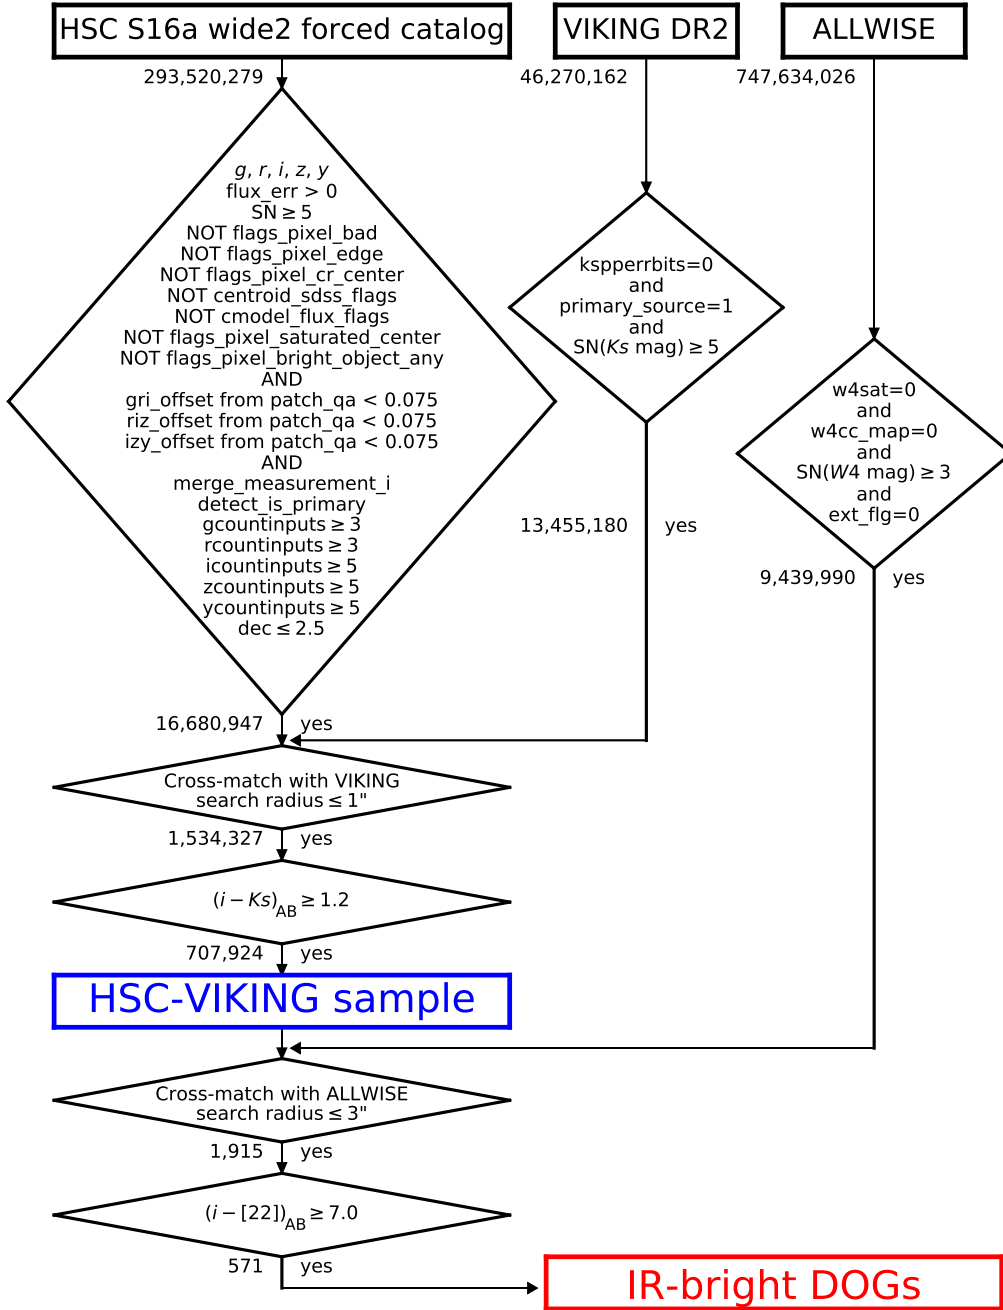 HSC S16a wide2 forced catalog
VIKING DR2
ALLWISE
293,520,279
46,270,162
747,634,026
g, r, i, z, y
flux_err > 0
SN ≥ 5
NOT flags_pixel_bad
NOT flags_pixel_edge
NOT flags_pixel_cr_center
NOT centroid_sdss_flags
NOT cmodel_flux_flags
NOT flags_pixel_saturated_center
NOT flags_pixel_bright_object_any
AND
gri_offset from patch_qa < 0.075
riz_offset from patch_qa < 0.075
izy_offset from patch_qa < 0.075
AND
merge_measurement_i
detect_is_primary
gcountinputs ≥ 3
rcountinputs ≥ 3
icountinputs ≥ 5
zcountinputs ≥ 5
ycountinputs ≥ 5
dec ≤ 2.5
kspperrbits=0
and
primary_source=1
and
SN(Ks mag) ≥ 5
w4sat=0
and
w4cc_map=0
and
SN(W4 mag) ≥ 3
and
ext_flg=0
13,455,180 yes
9,439,990 yes
16,680,947 yes
Cross-match with VIKING
search radius ≤ 1"
1,534,327 yes
(i − Ks)AB ≥ 1.2
707,924 yes
HSC-VIKING sample
Cross-match with ALLWISE
search radius ≤ 3"
1,915 yes
(i − [22])AB ≥ 7.0
571 yes
IR-bright DOGs